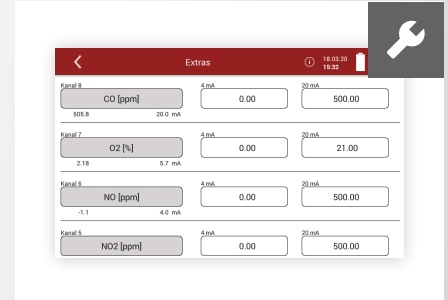 Extras
18.03.20
15:32
Kanal 8 4 mA 20 mA
CO [ppm] 0.00 500.00
505.8 20.0 mA
Kanal 7 4 mA 20 mA
O2 [%] 0.00 21.00
2.18 5.7 mA
Kanal 6 4 mA 20 mA
NO [ppm] 0.00 500.00
-1.1 4.0 mA
Kanal 5 4 mA 20 mA
NO2 [ppm] 0.00 500.00